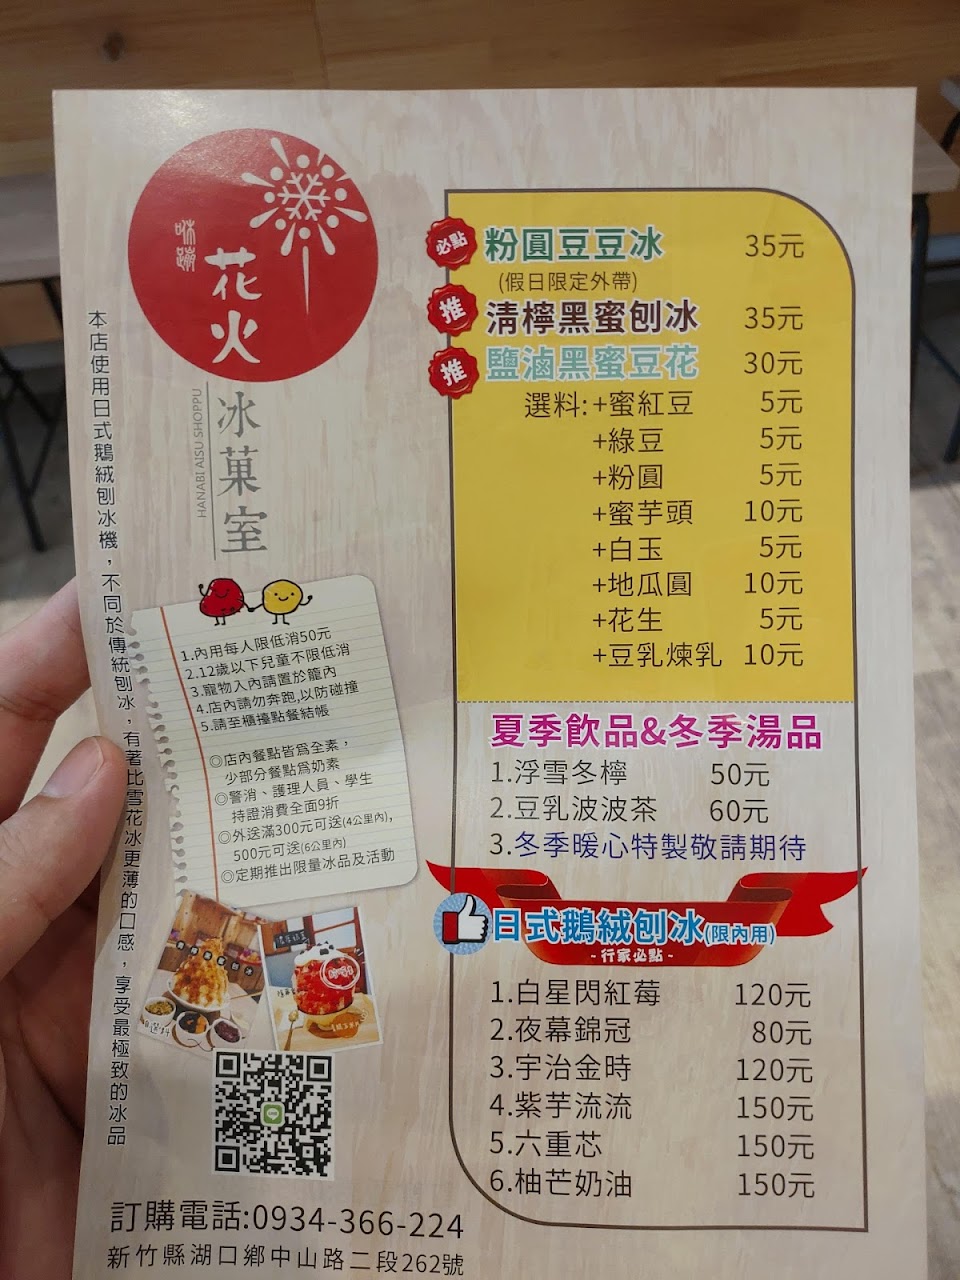 味蹦
花火
冰菓室
HANABI AISU SHOPPU
本店使用日式鵝絨刨冰機，不同於傳統刨冰，有著比雪花冰更薄的口感，享受最極致的冰品
1.內用每人限低消50元
2.12歲以下兒童不限低消
3.寵物入內請置於籠內
4.店內請勿奔跑,以防碰撞
5.請至櫃擡點餐結帳
◎店內餐點皆為全素，
少部分餐點為奶素
◎警消、護理人員、學生
持證消費全面9折
◎外送滿300元可送(4公里內),
500元可送(6公里內)
◎定期推出限量冰品及活動
訂購電話:0934-366-224
新竹縣湖口鄉中山路二段262號
必點 粉圓豆豆冰 35元
(假日限定外帶)
推 清檸黑蜜刨冰 35元
推 鹽滷黑蜜豆花 30元
選料:+蜜紅豆 5元
+綠豆 5元
+粉圓 5元
+蜜芋頭 10元
+白玉 5元
+地瓜圓 10元
+花生 5元
+豆乳煉乳 10元
夏季飲品&冬季湯品
1.浮雪冬檸 50元
2.豆乳波波茶 60元
3.冬季暖心特製敬請期待
日式鵝絨刨冰(限內用)
~行家必點~
1.白星閃紅莓 120元
2.夜幕錦冠 80元
3.宇治金時 120元
4.紫芋流流 150元
5.六重芯 150元
6.柚芒奶油 150元